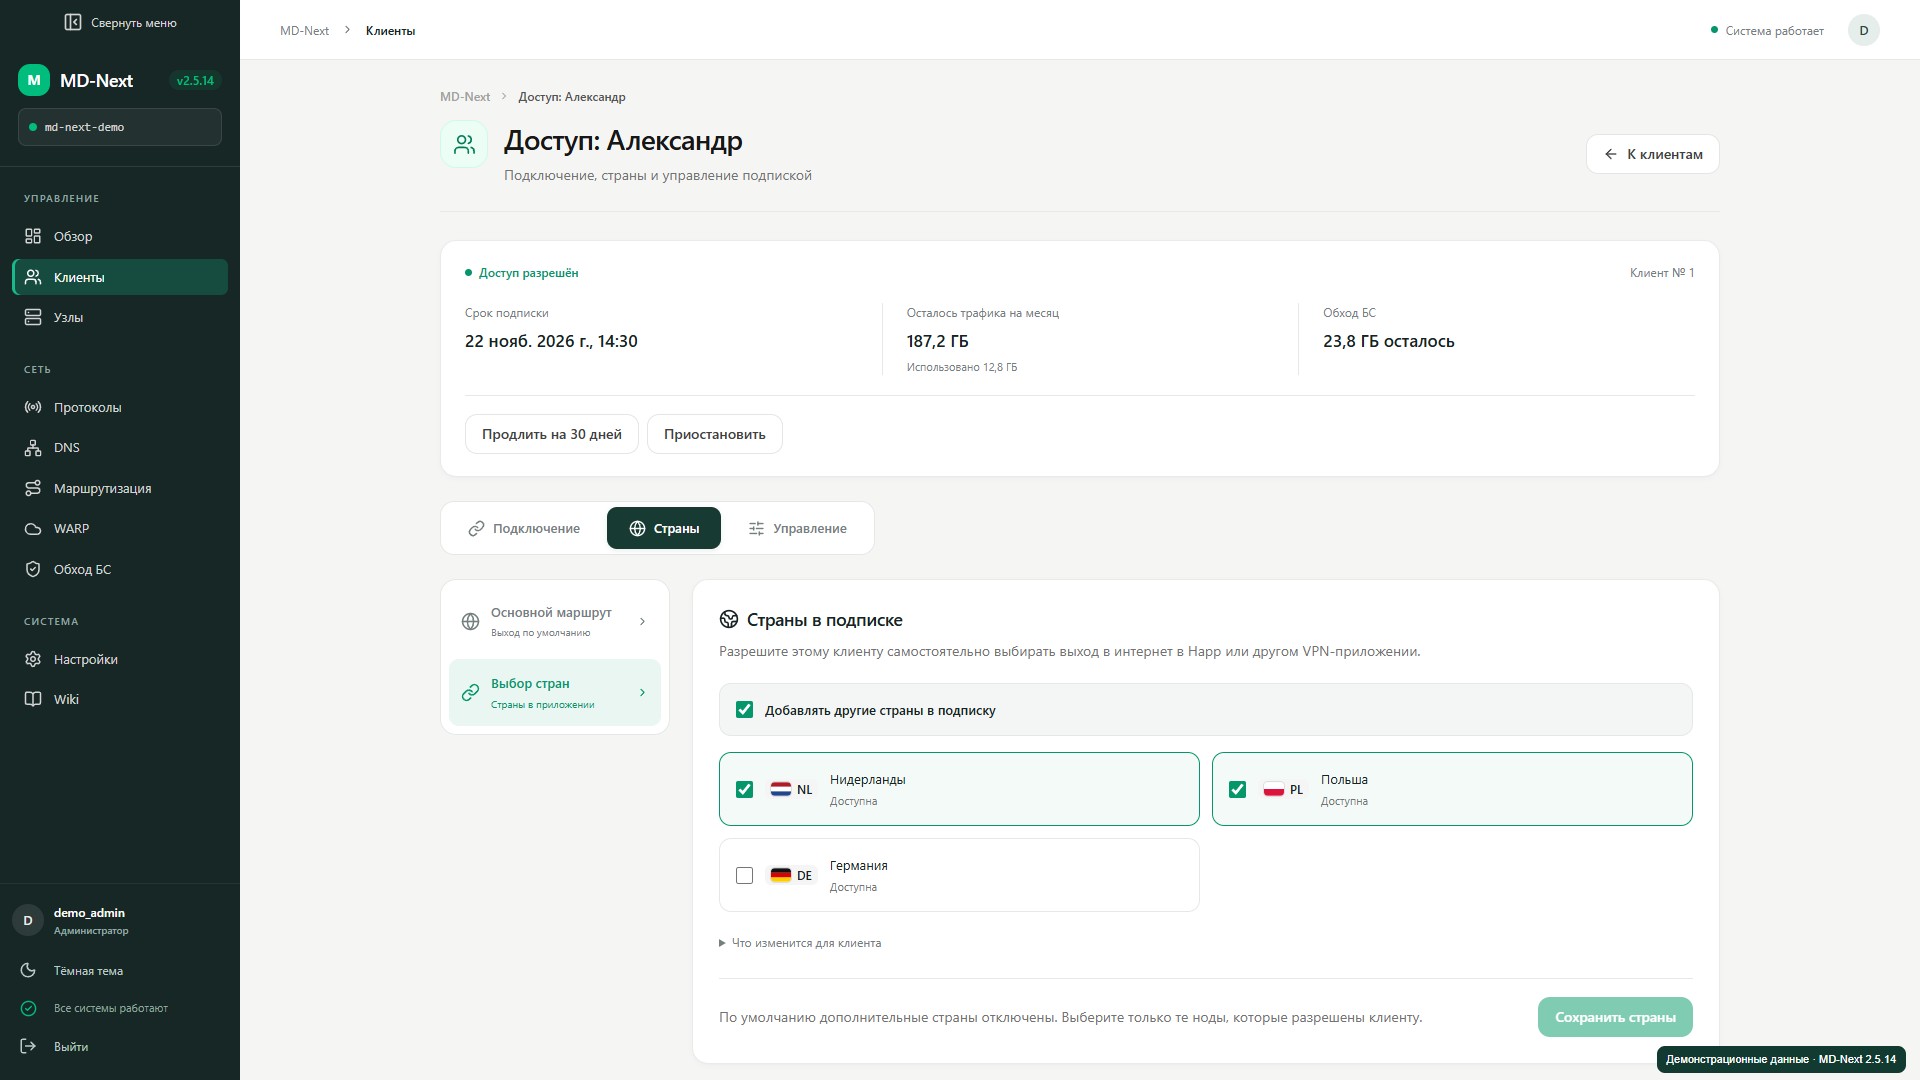 Свернуть меню
M MD-Next v2.5.14
md-next-demo
УПРАВЛЕНИЕ
Обзор
Клиенты
Узлы
СЕТЬ
Протоколы
DNS
Маршрутизация
WARP
Обход БС
СИСТЕМА
Настройки
Wiki
D demo_admin
Администратор
Тёмная тема
Все системы работают
Выйти
MD-Next Клиенты
Система работает D
MD-Next Доступ: Александр
Доступ: Александр
Подключение, страны и управление подпиской
К клиентам
Доступ разрешён
Клиент № 1
Срок подписки
22 нояб. 2026 г., 14:30
Осталось трафика на месяц
187,2 ГБ
Использовано 12,8 ГБ
Обход БС
23,8 ГБ осталось
Продлить на 30 дней
Приостановить
Подключение
Страны
Управление
Основной маршрут
Выход по умолчанию
Выбор стран
Страны в приложении
Страны в подписке
Разрешите этому клиенту самостоятельно выбирать выход в интернет в Happ или другом VPN-приложении.
Добавлять другие страны в подписку
NL Нидерланды
Доступна
PL Польша
Доступна
DE Германия
Доступна
Что изменится для клиента
По умолчанию дополнительные страны отключены. Выберите только те ноды, которые разрешены клиенту.
Сохранить страны
Демонстрационные данные · MD-Next 2.5.14